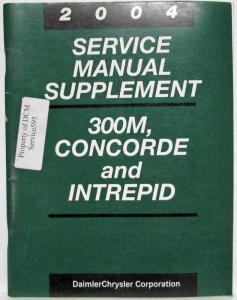 2004
SERVICE
MANUAL
SUPPLEMENT
Property of DCM
Service595
300M,
CONCORDE
and
INTREPID
DaimlerChrysler Corporation